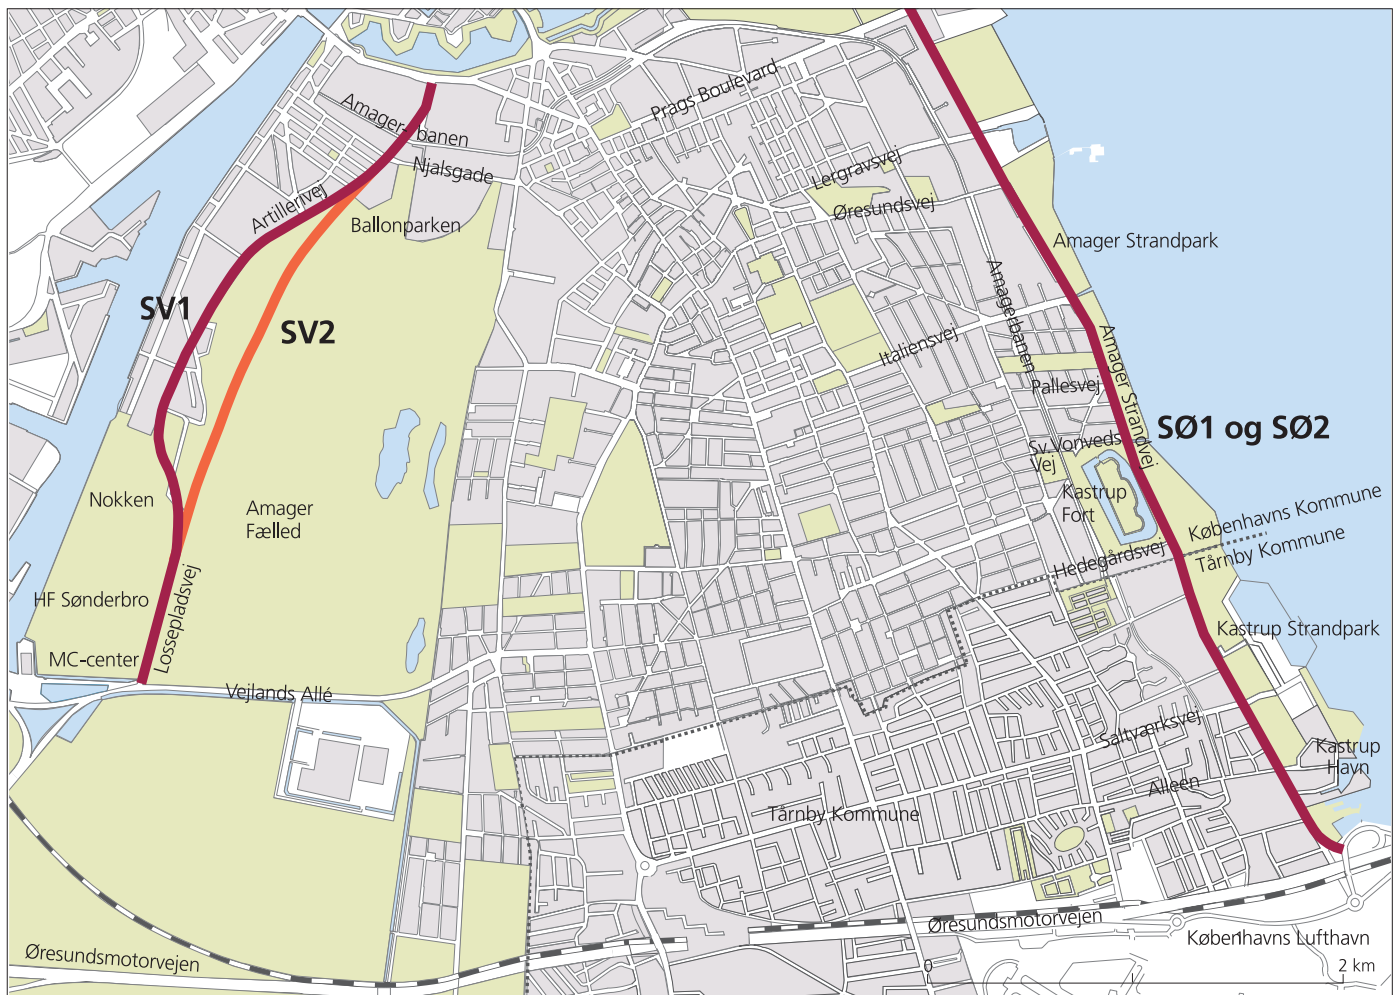 Prags Boulevard
Amager- banen
Njalsgade
Lergravsvej
Artillerivej
Ballonparken
Øresundsvej
Amager Strandpark
Amagerbanen
SV1
SV2
Italiensvej
Amager Strandvej
Pallesvej
SØ1 og SØ2
Sv. Vonveds
Vej
Nokken
Amager
Fælled
Kastrup
Fort
Københavns Kommune
Tårnby Kommune
Hedegårdsvej
HF Sønderbro
Lossepladsvej
Kastrup Strandpark
MC-center
Vejlands Allé
Saltværksvej
Kastrup
Havn
Alleen
Tårnby Kommune
Øresundsmotorvejen
Københavns Lufthavn
Øresundsmotorvejen
0
2 km